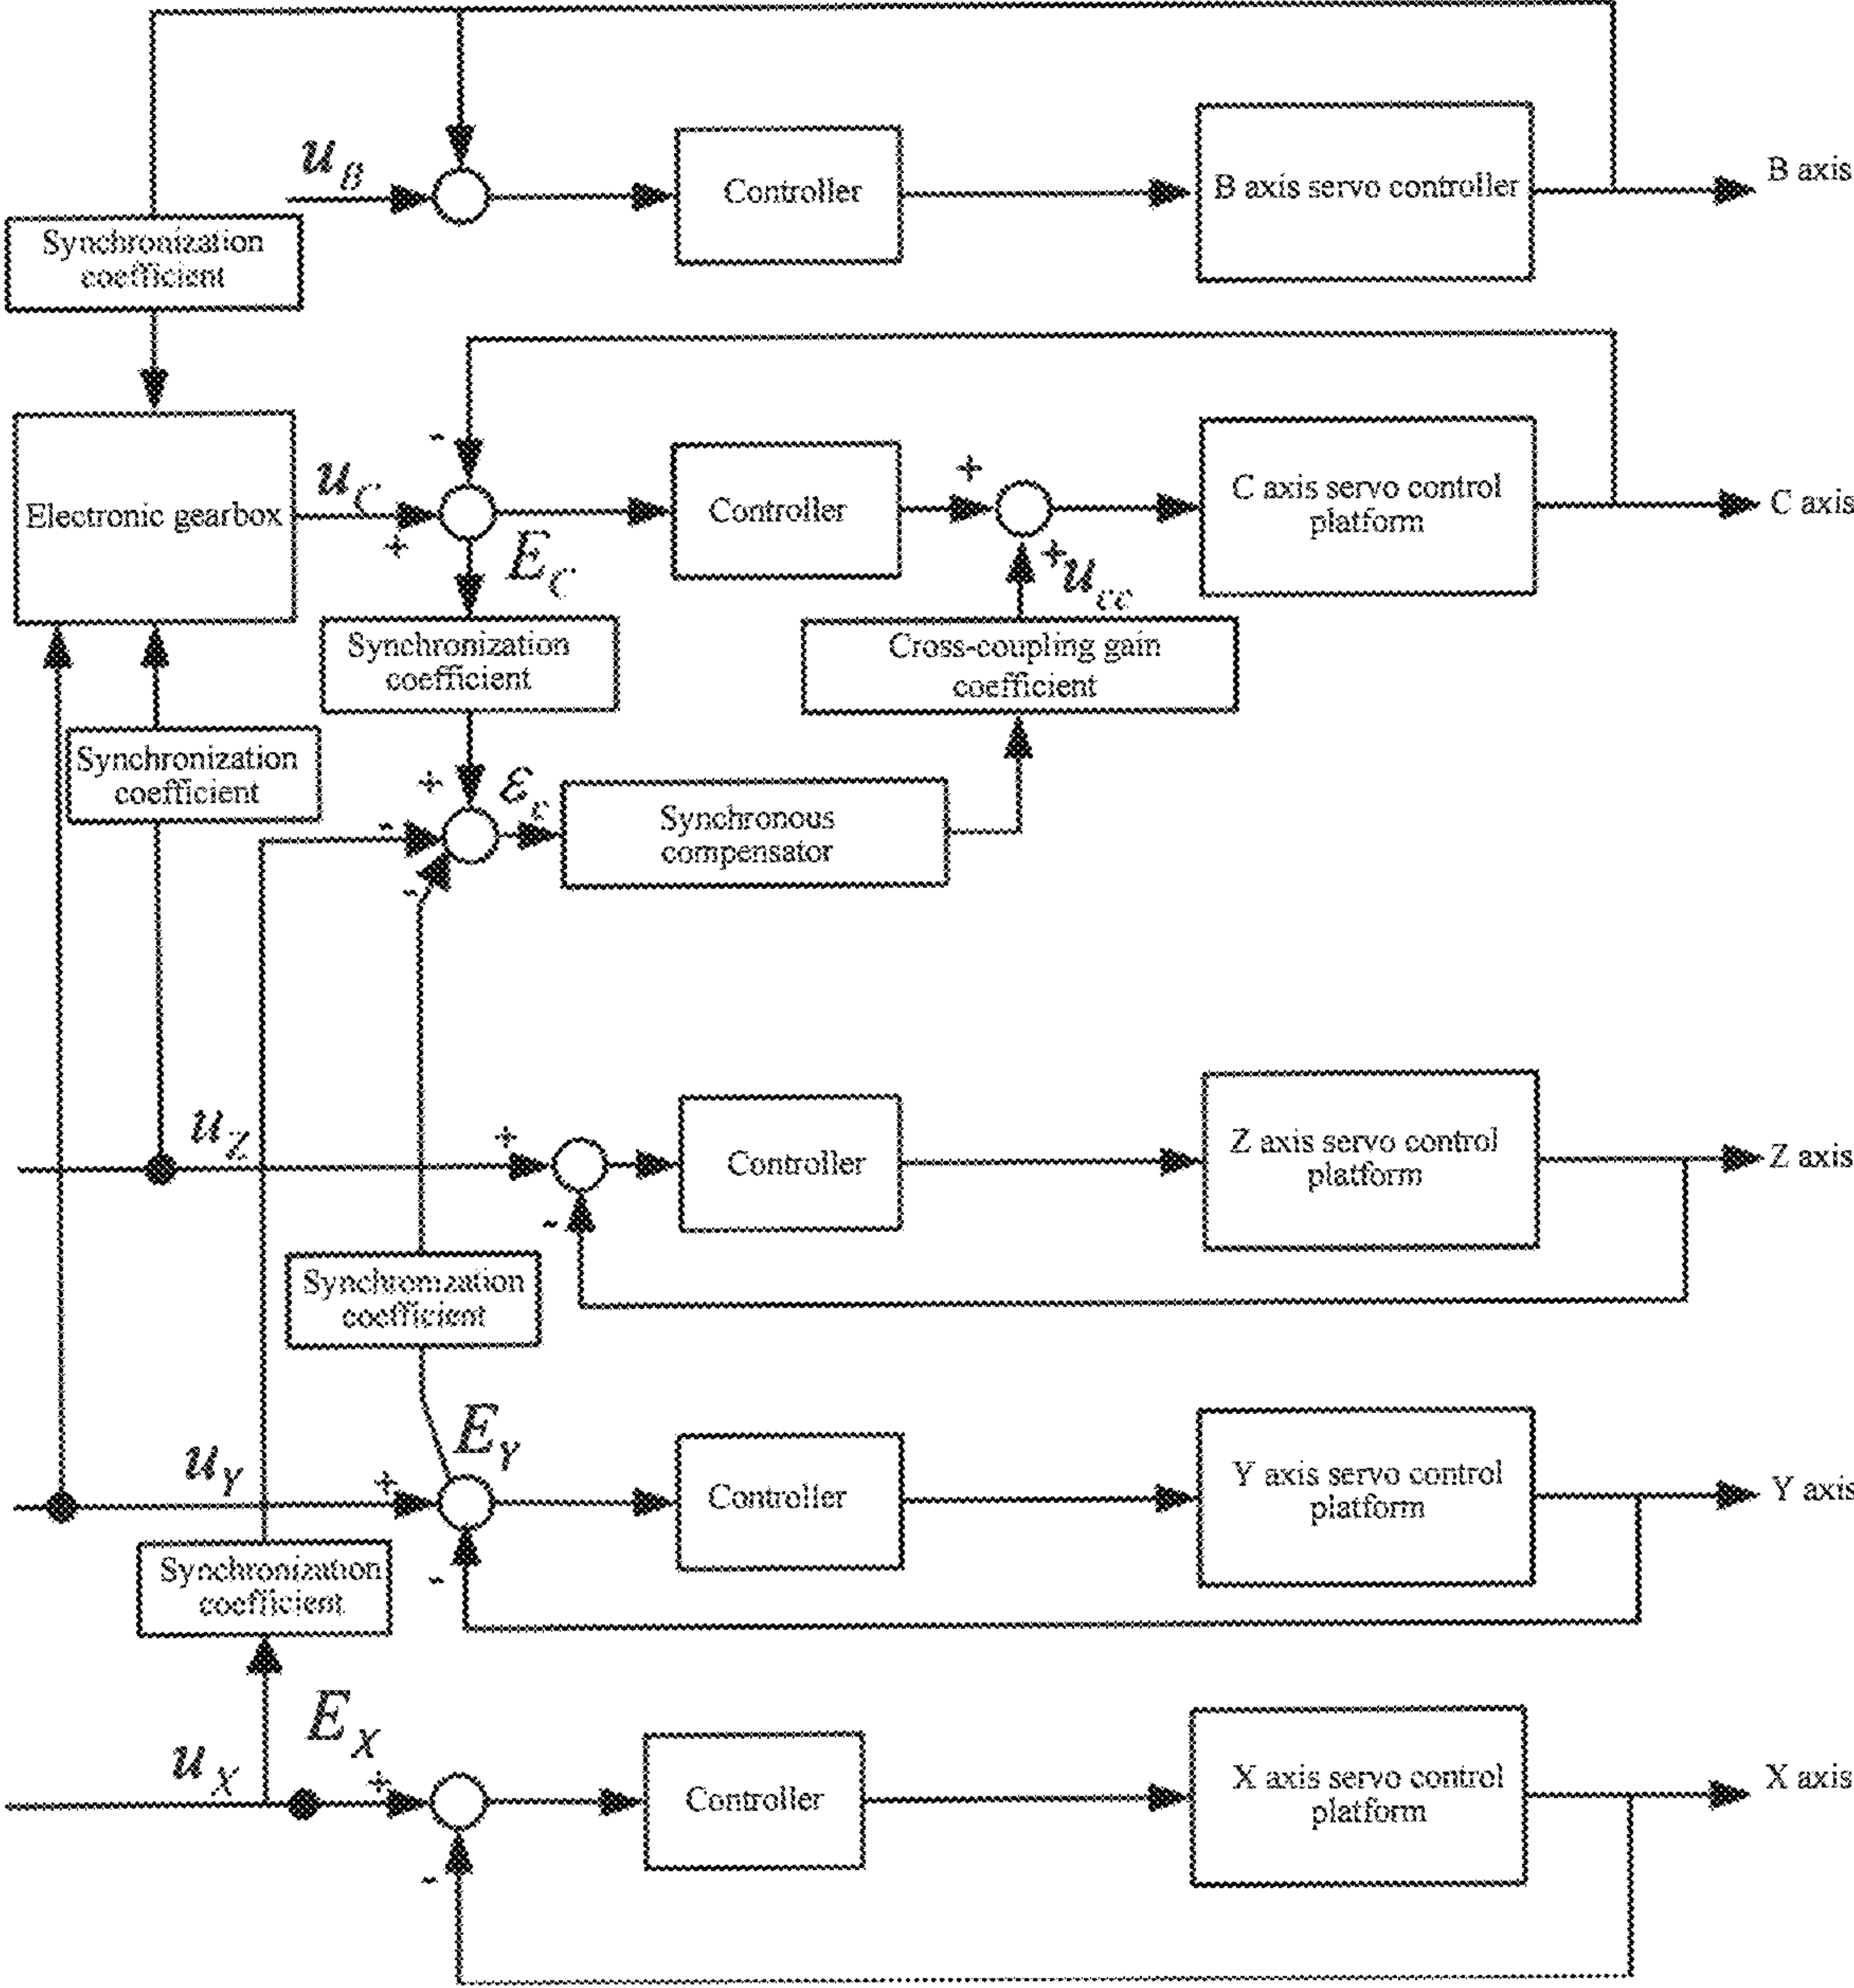 u_B
Controller
B axis servo controller
B axis
Synchronization
coefficient
Electronic gearbox
u_C
-
+
E_C
Controller
+
+
u_cc
C axis servo control
platform
C axis
Synchronization
coefficient
Cross-coupling gain
coefficient
Synchronization
coefficient
+
-
-
ε_c
Synchronous
compensator
u_Z
+
-
Controller
Z axis servo control
platform
Z axis
Synchronization
coefficient
u_Y
+
-
E_Y
Controller
Y axis servo control
platform
Y axis
Synchronization
coefficient
u_X
E_X
+
-
Controller
X axis servo control
platform
X axis